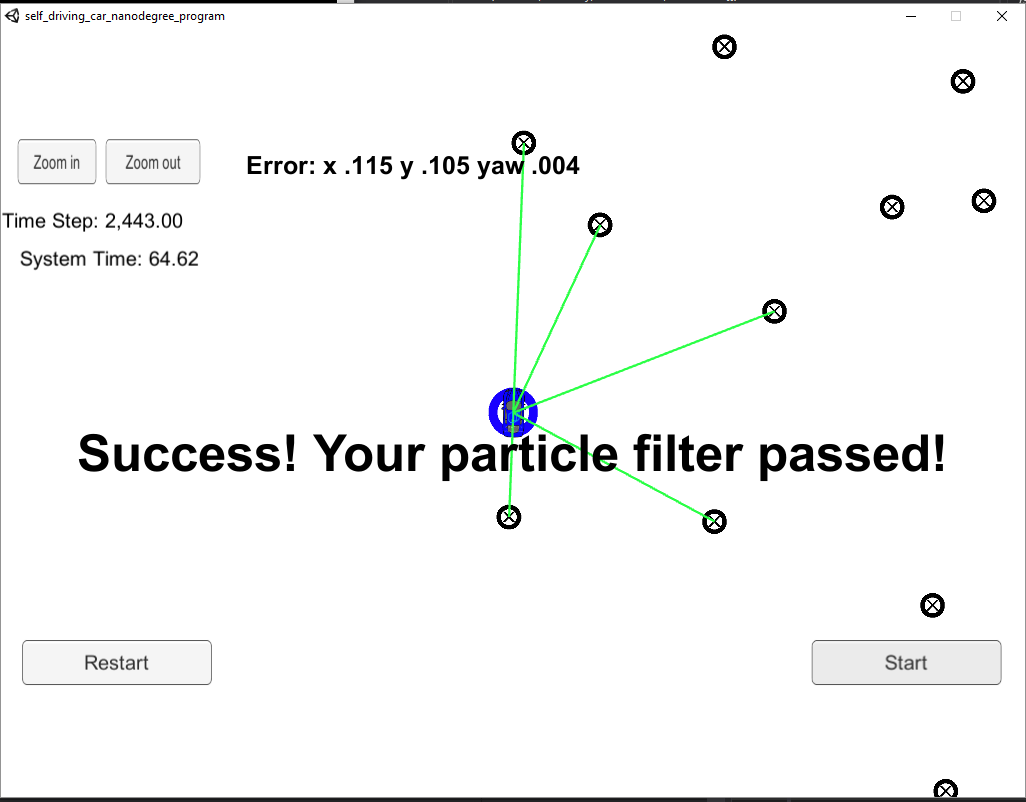 self_driving_car_nanodegree_program
Zoom in
Zoom out
Error: x .115 y .105 yaw .004
Time Step: 2,443.00
System Time: 64.62
Success! Your particle filter passed!
Restart
Start